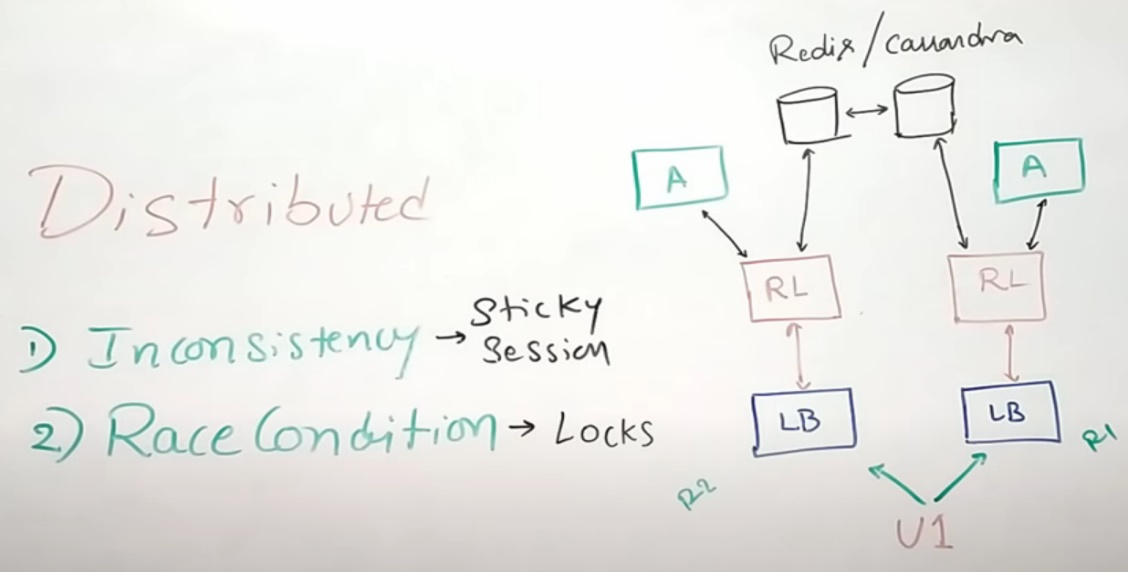 Redis/Cassandra
A
A
Distributed
RL
RL
1) Inconsistency → Sticky
Session
2) Race Condition → Locks
LB
LB
R1
R2
U1